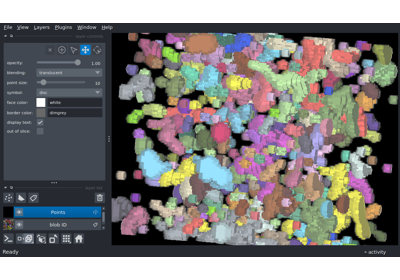 File View Layers Plugins Window Help
opacity: 1.00
blending: translucent
point size: 10
symbol: disc
face color: white
border color: dimgrey
display text: ✓
out of slice:
Points
blob ID
Ready activity